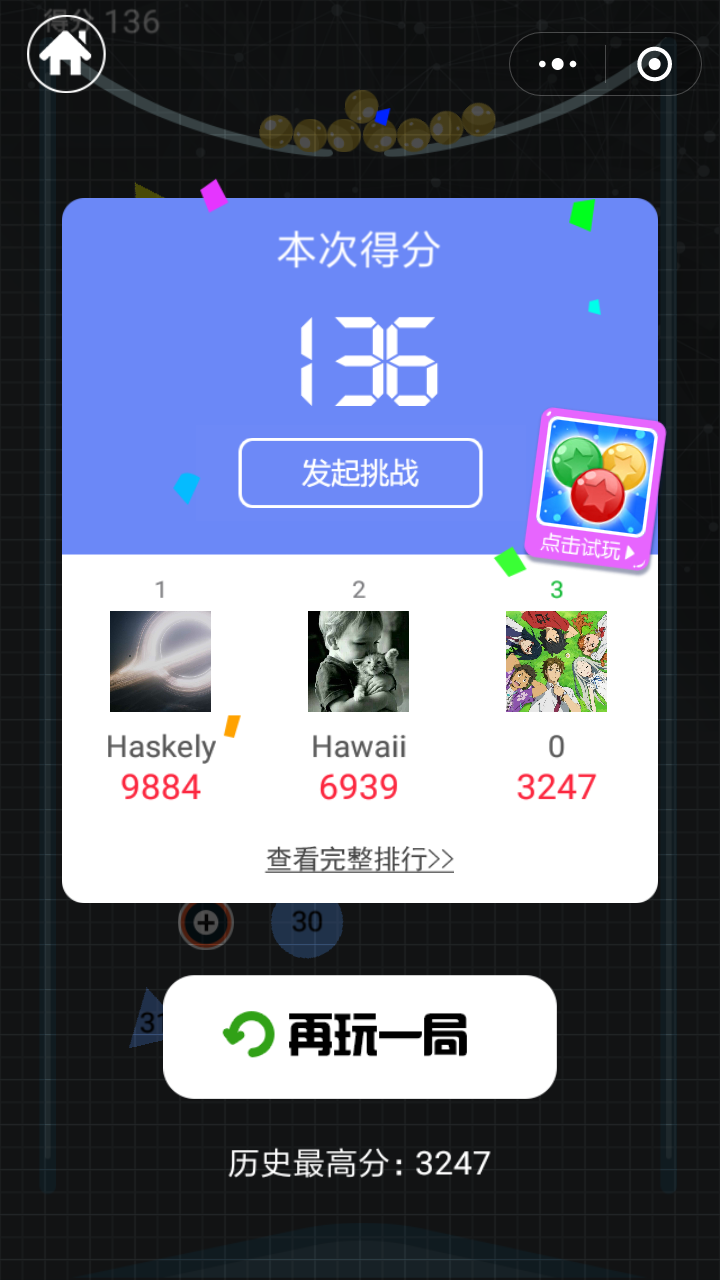 得分 136
本次得分
136
发起挑战
点击试玩
1 2 3
Haskely Hawaii 0
9884 6939 3247
查看完整排行>>
30
31
再玩一局
历史最高分: 3247